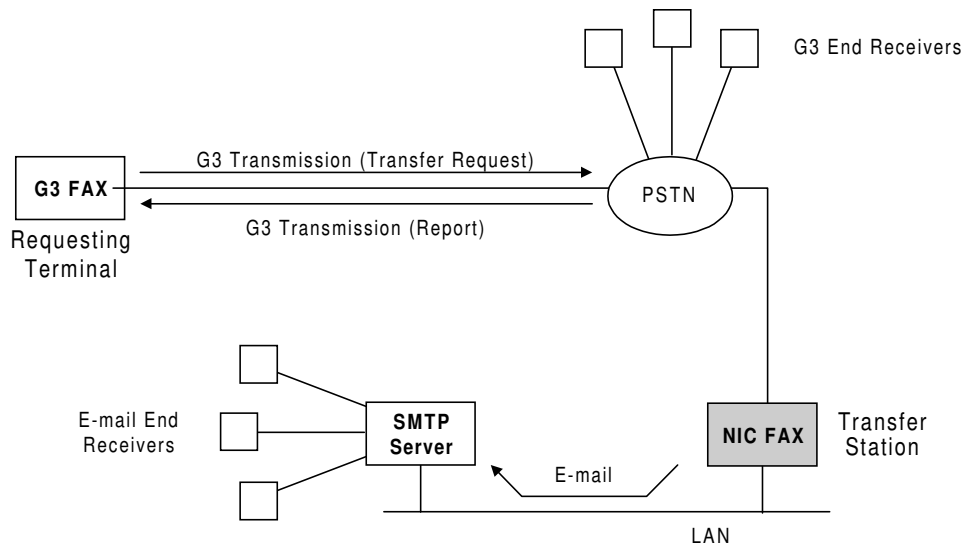 G3 End Receivers
G3 Transmission (Transfer Request)
G3 FAX
PSTN
G3 Transmission (Report)
Requesting
Terminal
E-mail End
Receivers
SMTP
Server
NIC FAX
Transfer
Station
E-mail
LAN